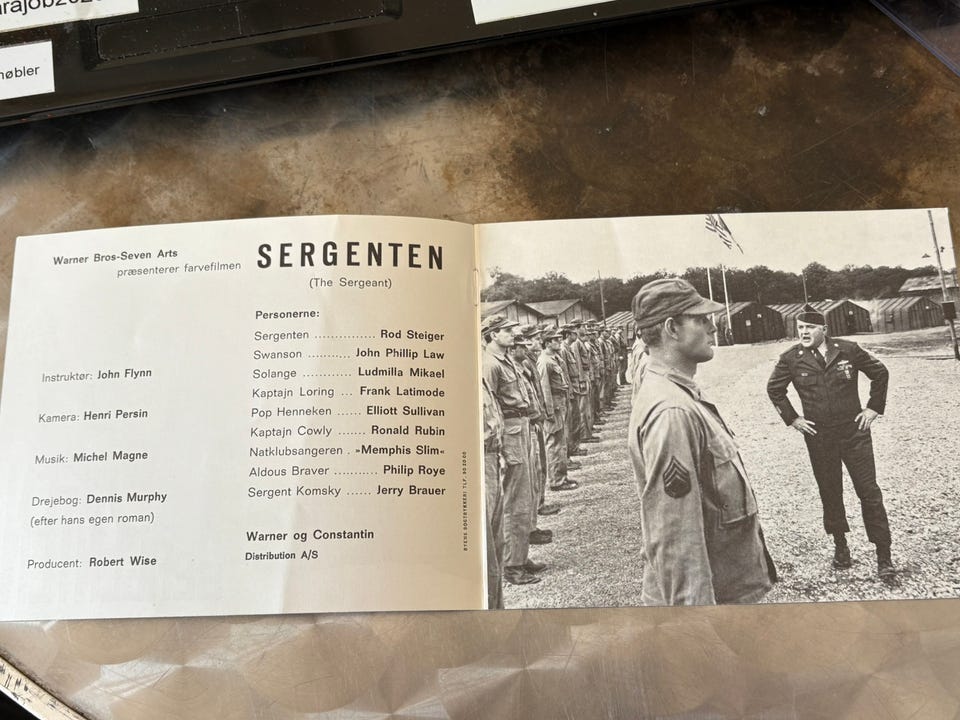 arajob202
møbler
Warner Bros-Seven Arts
præsenterer farvefilmen
SERGENTEN
(The Sergeant)
Instruktør: John Flynn
Kamera: Henri Persin
Musik: Michel Magne
Drejebog: Dennis Murphy
(efter hans egen roman)
Producent: Robert Wise
Personerne:
Sergenten ............... Rod Steiger
Swanson ........... John Phillip Law
Solange ............ Ludmilla Mikael
Kaptajn Loring ... Frank Latimode
Pop Henneken ...... Elliott Sullivan
Kaptajn Cowly ....... Ronald Rubin
Natklubsangeren . »Memphis Slim«
Aldous Braver ........... Philip Roye
Sergent Komsky ...... Jerry Brauer
Warner og Constantin
Distribution A/S
BOGTRYKKERI TLF.